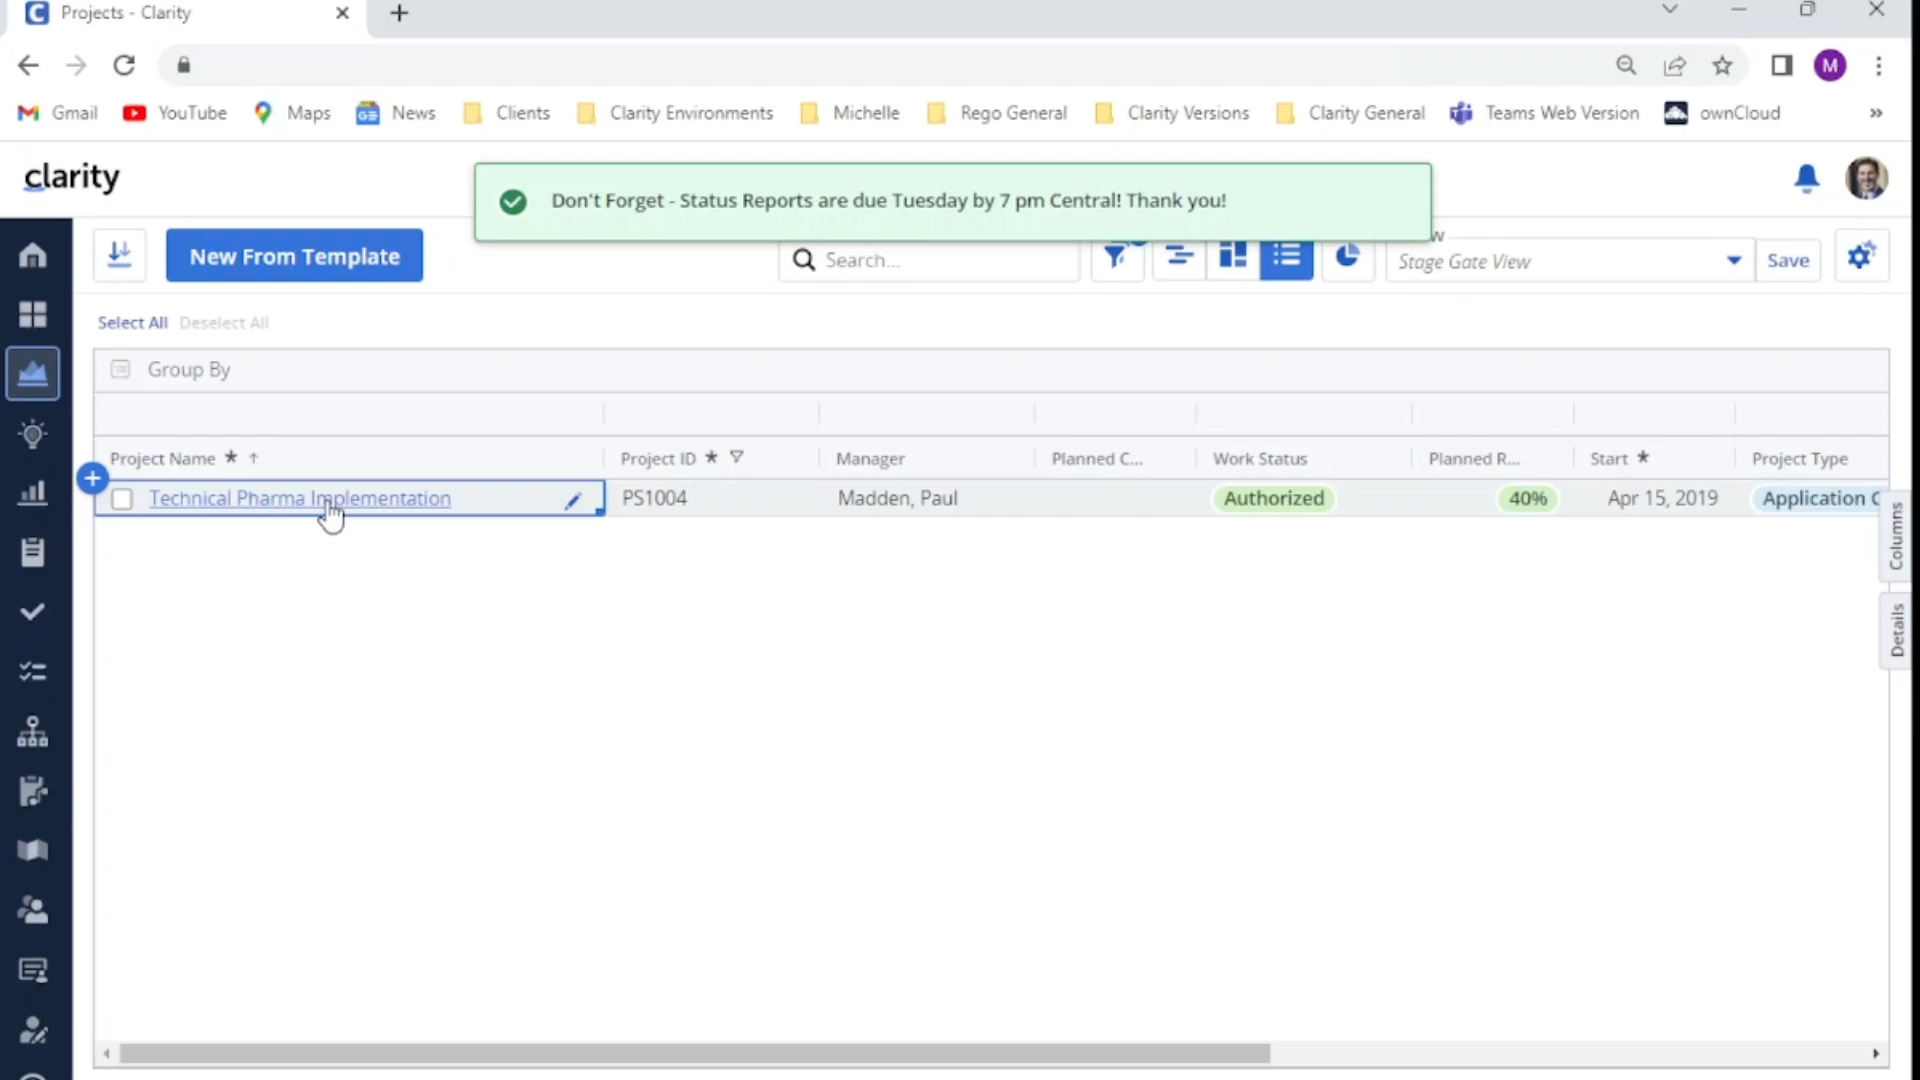 Projects - Clarity
M
Gmail
YouTube
Maps
News
Clients
Clarity Environments
Michelle
Rego General
Clarity Versions
Clarity General
Teams Web Version
ownCloud
»
clarity
Don't Forget - Status Reports are due Tuesday by 7 pm Central! Thank you!
New From Template
Search...
w
Stage Gate View
Save
Select All Deselect All
Group By
Project Name * ↑
Project ID *
Manager
Planned C...
Work Status
Planned R...
Start *
Project Type
Technical Pharma Implementation
PS1004
Madden, Paul
Authorized
40%
Apr 15, 2019
Application C
Columns
Details